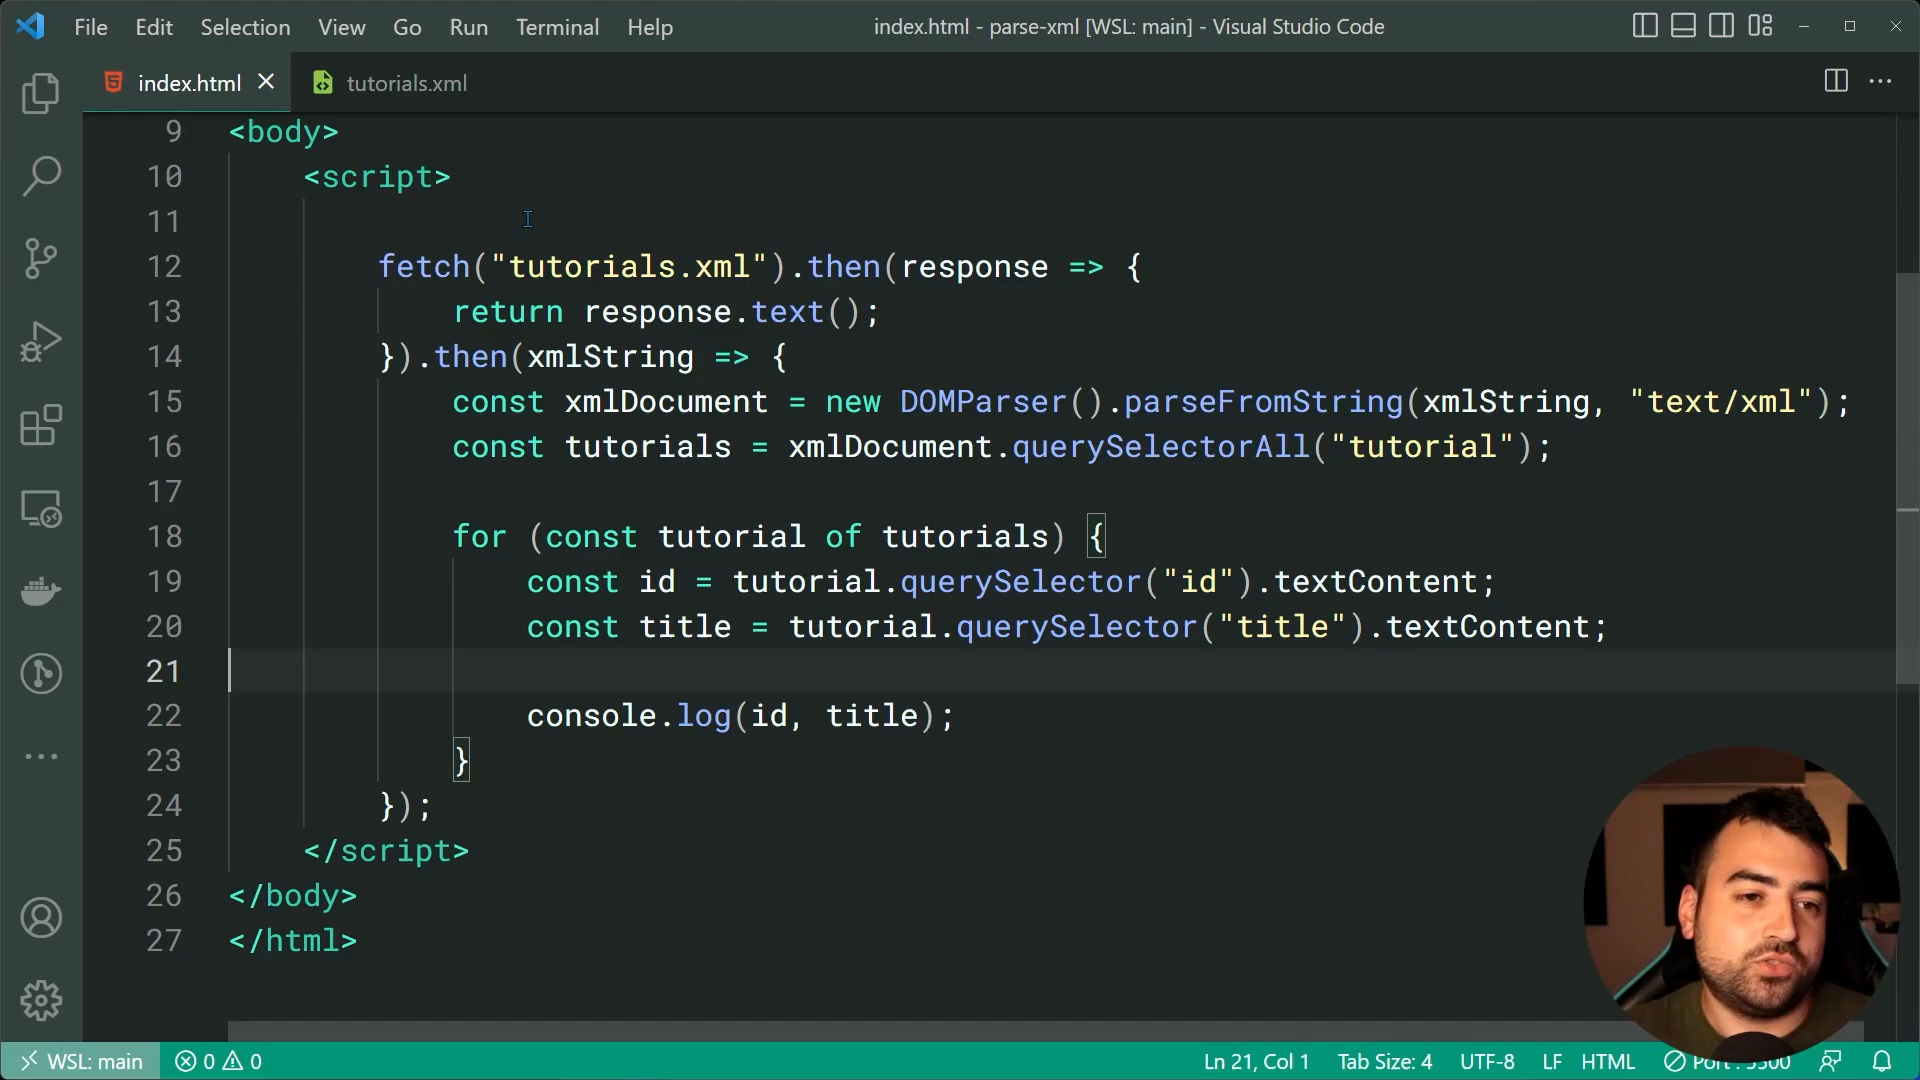 File Edit Selection View Go Run Terminal Help index.html - parse-xml [WSL: main] - Visual Studio Code
index.html tutorials.xml
9 <body>
10 <script>
11
12 fetch("tutorials.xml").then(response => {
13 return response.text();
14 }).then(xmlString => {
15 const xmlDocument = new DOMParser().parseFromString(xmlString, "text/xml");
16 const tutorials = xmlDocument.querySelectorAll("tutorial");
17
18 for (const tutorial of tutorials) {
19 const id = tutorial.querySelector("id").textContent;
20 const title = tutorial.querySelector("title").textContent;
21
22 console.log(id, title);
23 }
24 });
25 </script>
26 </body>
27 </html>
WSL: main 0 0 Ln 21, Col 1 Tab Size: 4 UTF-8 LF HTML Port : 5500